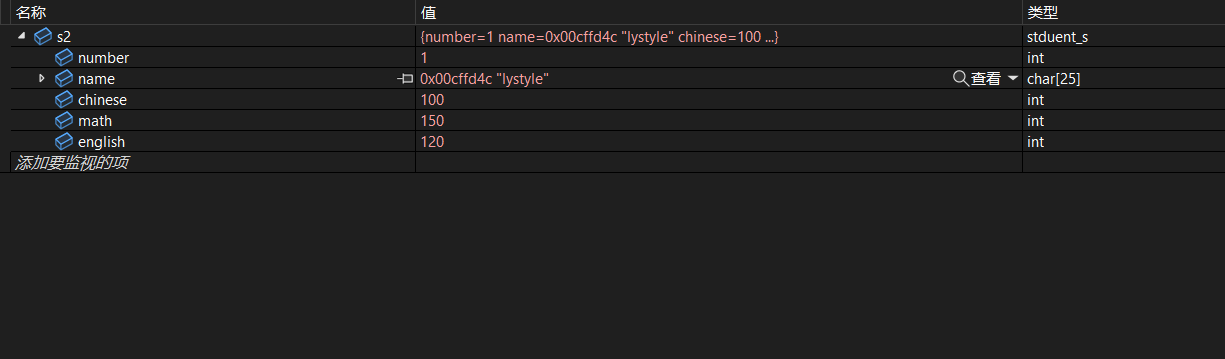 名称 值 类型
s2 {number=1 name=0x00cffd4c "lystyle" chinese=100 ...} stduent_s
number 1 int
name 0x00cffd4c "lystyle" 查看 char[25]
chinese 100 int
math 150 int
english 120 int
添加要监视的项